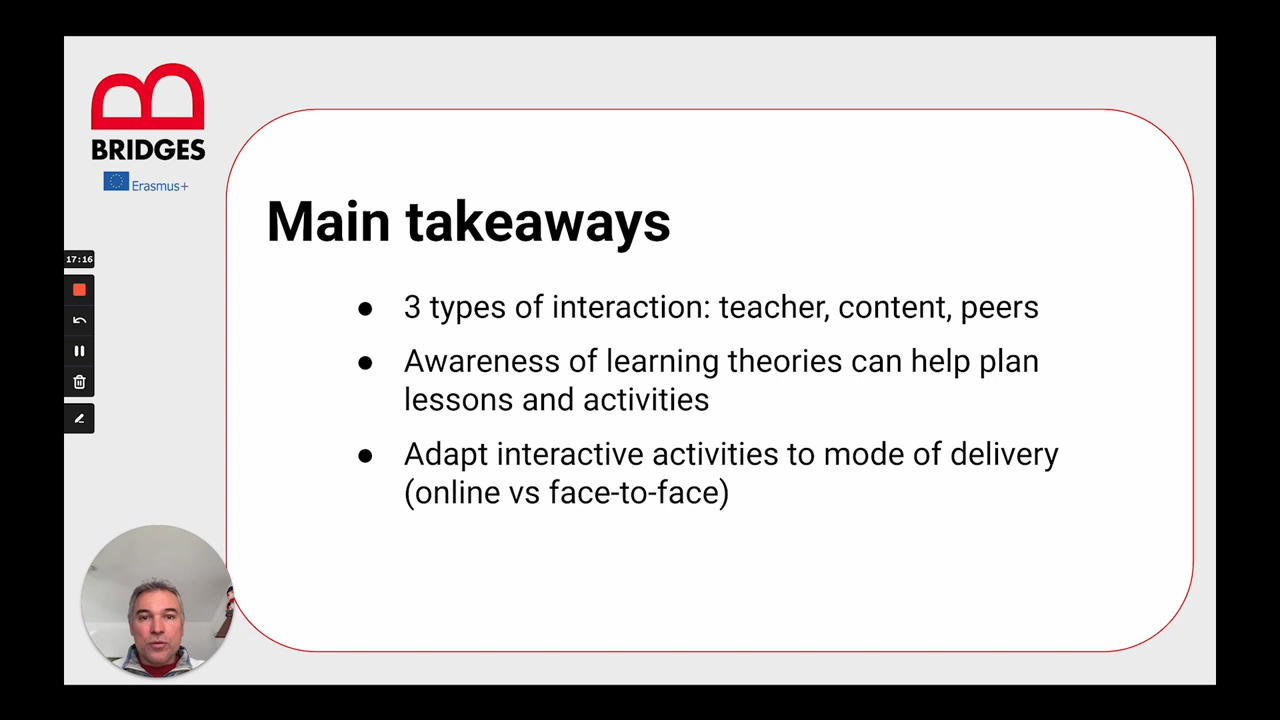 BRIDGES
Erasmus+
Main takeaways
17:16
● 3 types of interaction: teacher, content, peers
● Awareness of learning theories can help plan
lessons and activities
● Adapt interactive activities to mode of delivery
(online vs face-to-face)